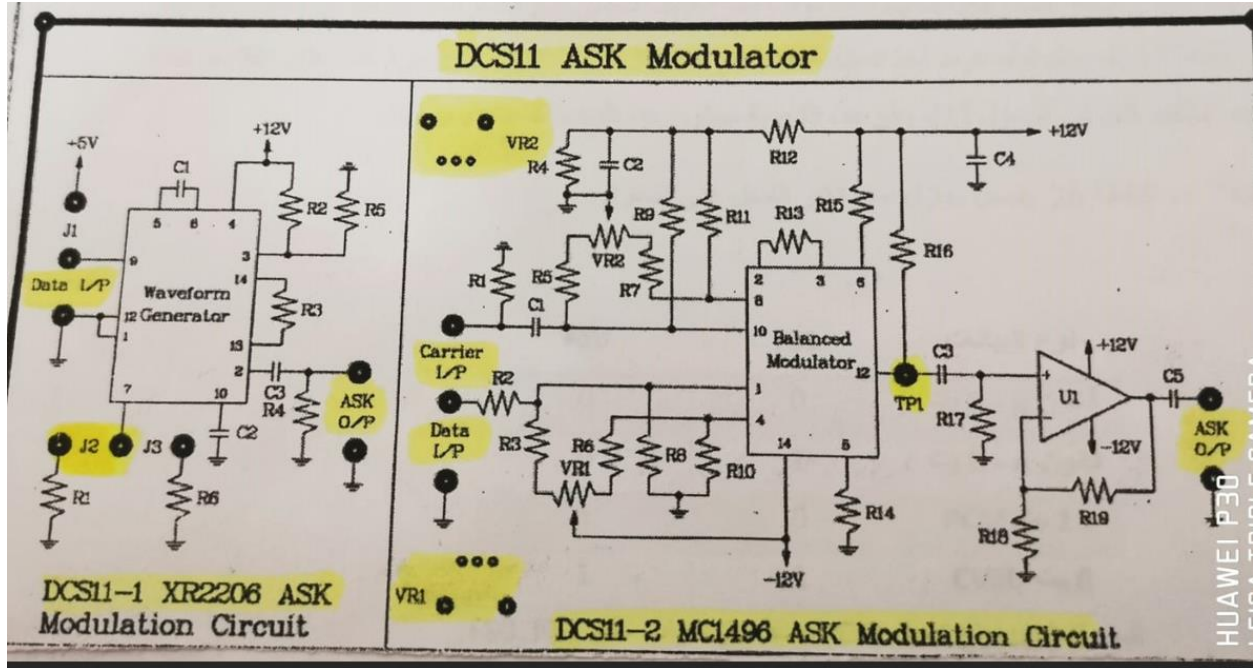 DCS11 ASK Modulator
+5V
J1
Data I/P
C1
5
6
4
+12V
R2
R5
3
14
R3
13
2
C3
R4
9
12
1
7
10
C2
Waveform
Generator
ASK
O/P
J2
J3
R1
R6
DCS11-1 XR2206 ASK
Modulation Circuit
VR2
R4
C2
R12
+12V
C4
R9
R11
R13
R15
R16
VR2
R1
R5
R7
C1
2
3
6
8
10
Balanced
Modulator
1
4
12
14
5
Carrier
I/P
R2
Data
I/P
R3
R6
VR1
R8
R10
R14
-12V
TP1
C3
R17
+
-
U1
+12V
-12V
C5
R18
R19
ASK
O/P
VR1
DCS11-2 MC1496 ASK Modulation Circuit
HUAWEI P30